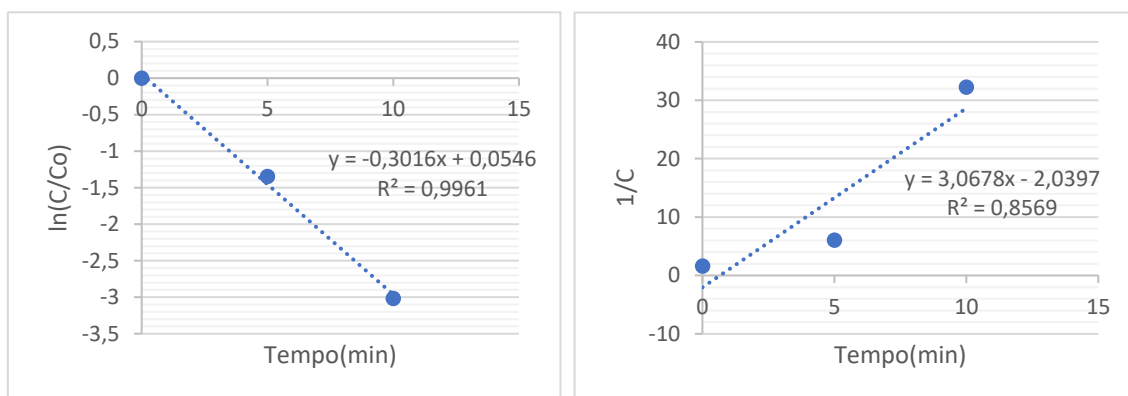 0,5
0
-0,5
-1
-1,5
-2
-2,5
-3
-3,5
0
5
10
15
ln(C/Co)
y = -0,3016x + 0,0546
R² = 0,9961
Tempo(min)
40
30
20
10
0
-10
0
5
10
15
1/C
y = 3,0678x - 2,0397
R² = 0,8569
Tempo(min)